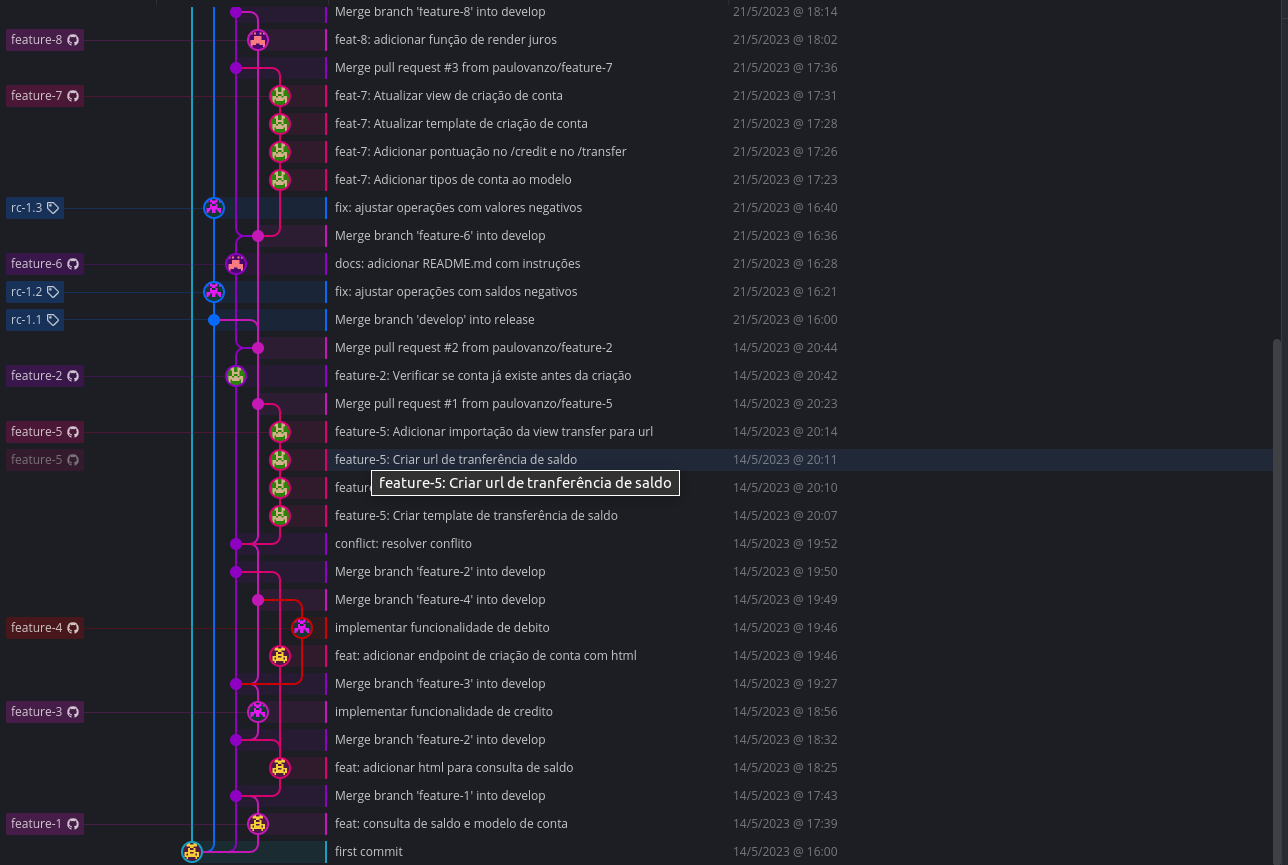 Merge branch 'feature-8' into develop 21/5/2023 @ 18:14
feature-8 feat-8: adicionar função de render juros 21/5/2023 @ 18:02
Merge pull request #3 from paulovanzo/feature-7 21/5/2023 @ 17:36
feature-7 feat-7: Atualizar view de criação de conta 21/5/2023 @ 17:31
feat-7: Atualizar template de criação de conta 21/5/2023 @ 17:28
feat-7: Adicionar pontuação no /credit e no /transfer 21/5/2023 @ 17:26
feat-7: Adicionar tipos de conta ao modelo 21/5/2023 @ 17:23
rc-1.3 fix: ajustar operações com valores negativos 21/5/2023 @ 16:40
Merge branch 'feature-6' into develop 21/5/2023 @ 16:36
feature-6 docs: adicionar README.md com instruções 21/5/2023 @ 16:28
rc-1.2 fix: ajustar operações com saldos negativos 21/5/2023 @ 16:21
rc-1.1 Merge branch 'develop' into release 21/5/2023 @ 16:00
Merge pull request #2 from paulovanzo/feature-2 14/5/2023 @ 20:44
feature-2 feature-2: Verificar se conta já existe antes da criação 14/5/2023 @ 20:42
Merge pull request #1 from paulovanzo/feature-5 14/5/2023 @ 20:23
feature-5 feature-5: Adicionar importação da view transfer para url 14/5/2023 @ 20:14
feature-5 feature-5: Criar url de tranferência de saldo 14/5/2023 @ 20:11
feature-5: Criar url de tranferência de saldo
featur 14/5/2023 @ 20:10
feature-5: Criar template de transferência de saldo 14/5/2023 @ 20:07
conflict: resolver conflito 14/5/2023 @ 19:52
Merge branch 'feature-2' into develop 14/5/2023 @ 19:50
Merge branch 'feature-4' into develop 14/5/2023 @ 19:49
feature-4 implementar funcionalidade de debito 14/5/2023 @ 19:46
feat: adicionar endpoint de criação de conta com html 14/5/2023 @ 19:46
Merge branch 'feature-3' into develop 14/5/2023 @ 19:27
feature-3 implementar funcionalidade de credito 14/5/2023 @ 18:56
Merge branch 'feature-2' into develop 14/5/2023 @ 18:32
feat: adicionar html para consulta de saldo 14/5/2023 @ 18:25
Merge branch 'feature-1' into develop 14/5/2023 @ 17:43
feature-1 feat: consulta de saldo e modelo de conta 14/5/2023 @ 17:39
first commit 14/5/2023 @ 16:00